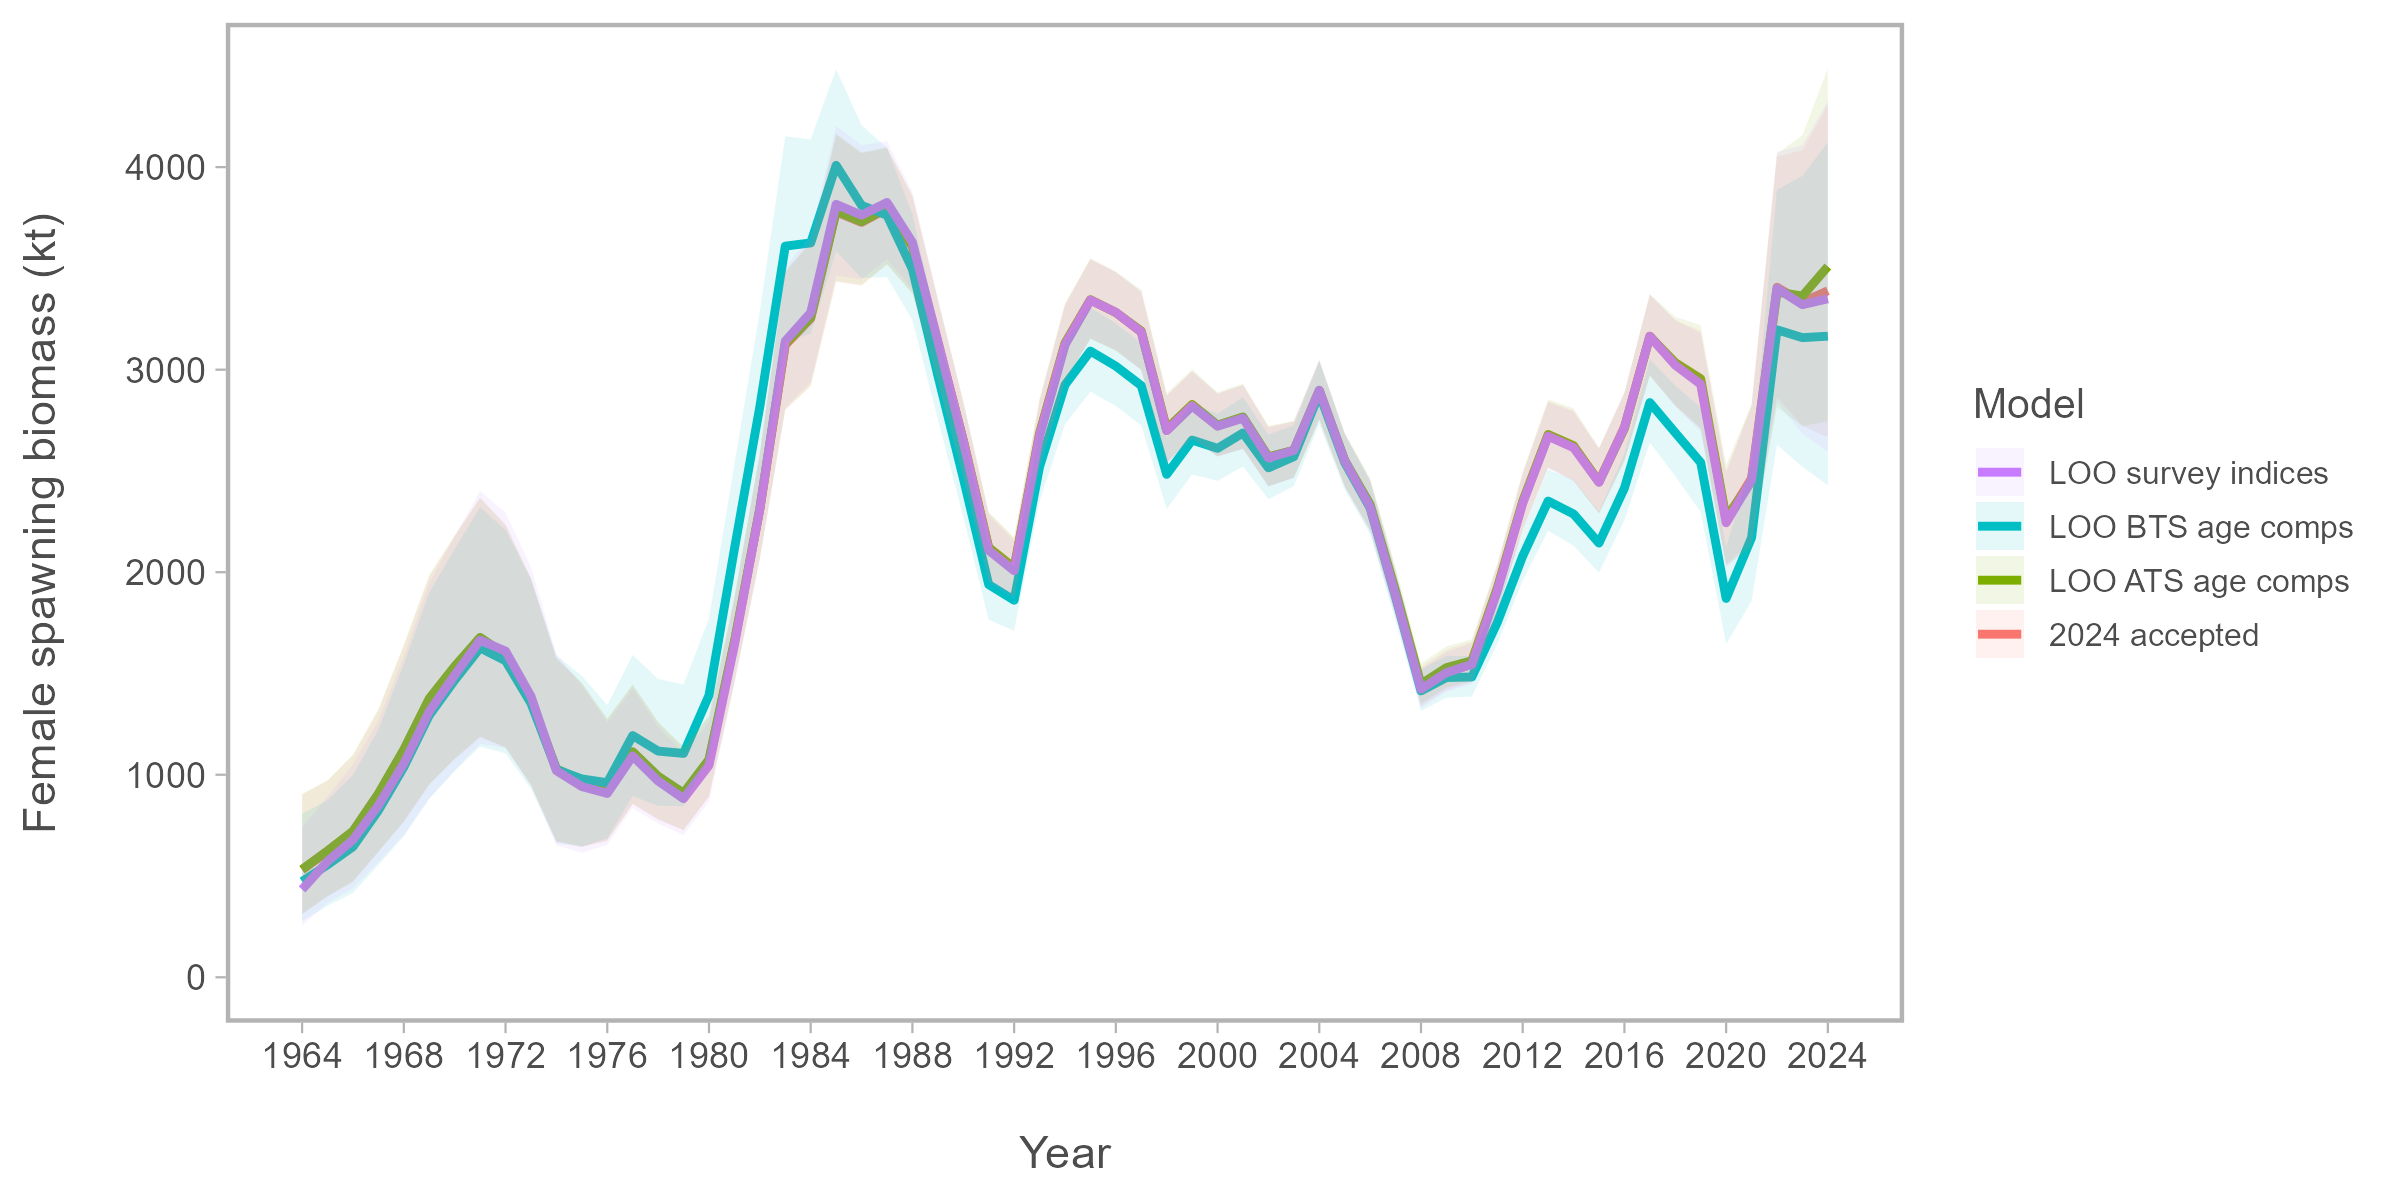 Female spawning biomass (kt)
4000
3000
2000
1000
0
1964 1968 1972 1976 1980 1984 1988 1992 1996 2000 2004 2008 2012 2016 2020 2024
Year
Model
LOO survey indices
LOO BTS age comps
LOO ATS age comps
2024 accepted